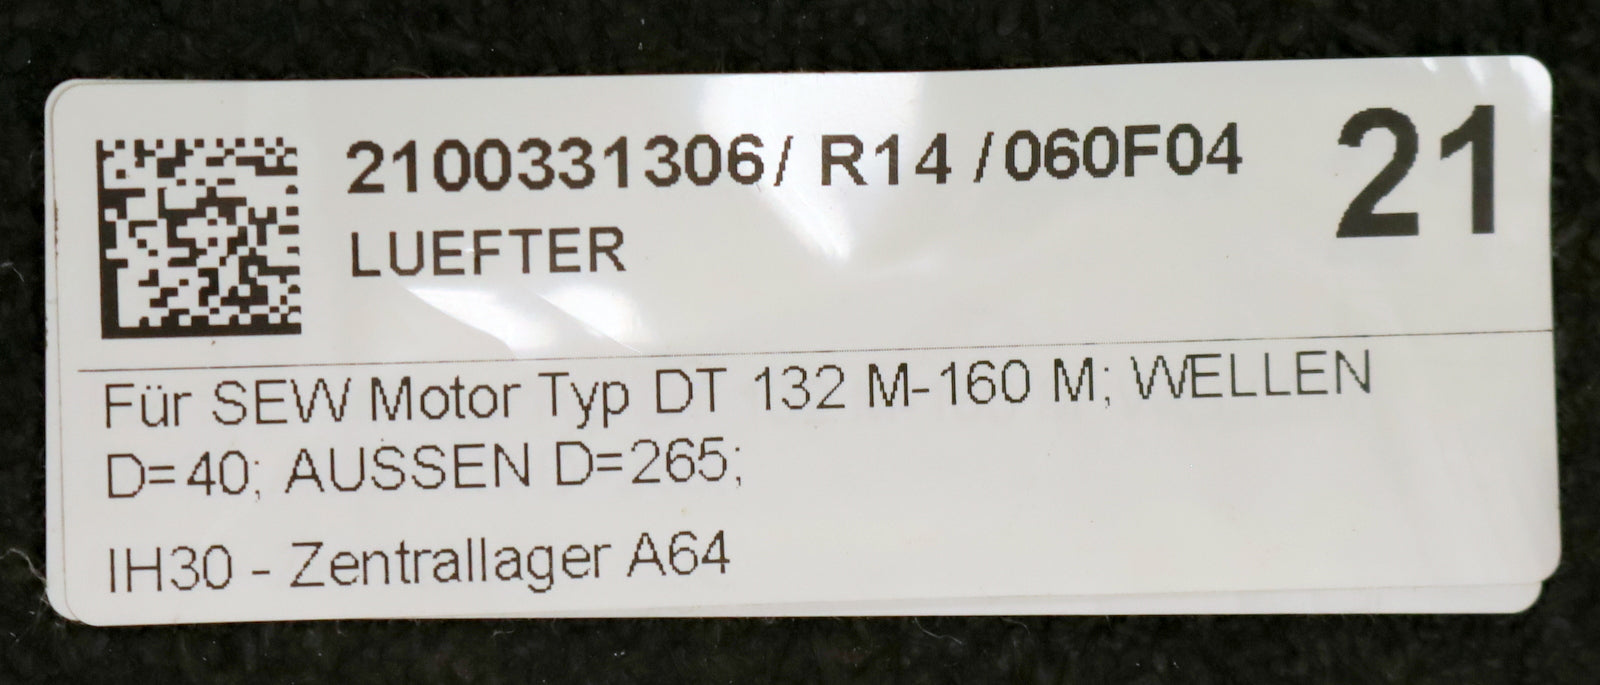 2100331306/ R14 /060F04
21
LUEFTER
Für SEW Motor Typ DT 132 M-160 M; WELLEN
D=40; AUSSEN D=265;
IH30 - Zentrallager A64